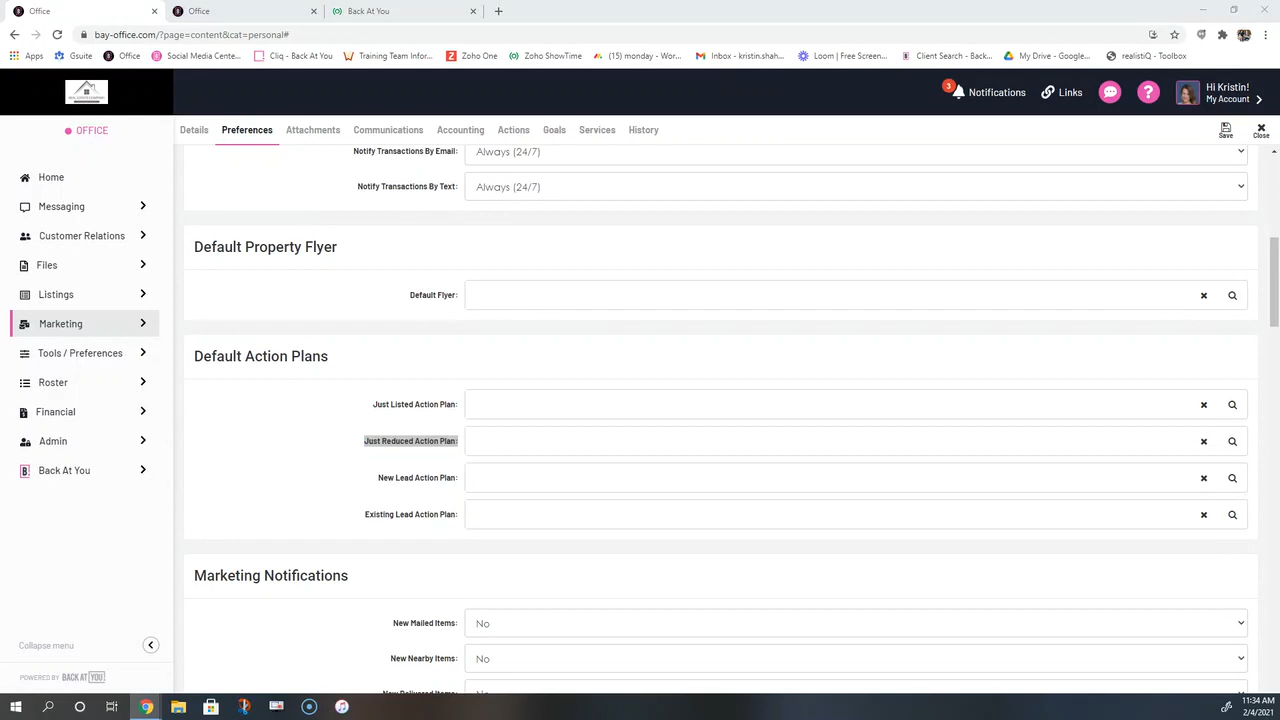 Office
Office
Back At You
bay-office.com/?page=content&cat=personal#
Apps
Gsuite
Office
Social Media Cente...
Cliq - Back At You
Training Team Infor...
Zoho One
Zoho ShowTime
(15) monday - Wor...
Inbox - kristin.shah...
Loom | Free Screen...
Client Search - Back...
My Drive - Google...
realistiQ - Toolbox
3
Notifications
Links
Hi Kristin!
My Account
OFFICE
Details
Preferences
Attachments
Communications
Accounting
Actions
Goals
Services
History
Save
Close
Home
Messaging
Customer Relations
Files
Listings
Marketing
Tools / Preferences
Roster
Financial
Admin
Back At You
Collapse menu
POWERED BY BACK AT YOU!
Notify Transactions By Email:
Always (24/7)
Notify Transactions By Text:
Always (24/7)
Default Property Flyer
Default Flyer:
Default Action Plans
Just Listed Action Plan:
Just Reduced Action Plan:
New Lead Action Plan:
Existing Lead Action Plan:
Marketing Notifications
New Mailed Items:
No
New Nearby Items:
No
New Delivered Items:
No
11:34 AM
2/4/2021